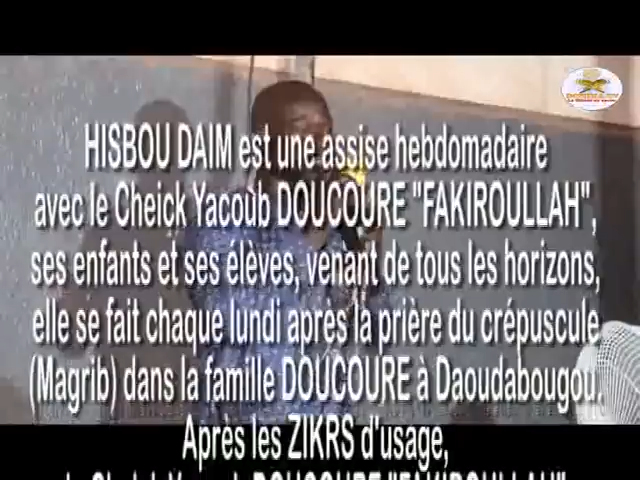 HISBOU DAIM est une assise hebdomadaire
avec le Cheick Yacoub DOUCOURE "FAKIROULLAH",
ses enfants et ses élèves, venant de tous les horizons,
elle se fait chaque lundi apres la prière du crépuscule
(Magrib) dans la famille DOUCOURE à Daoudabougou.
Après les ZIKRS d'usage,